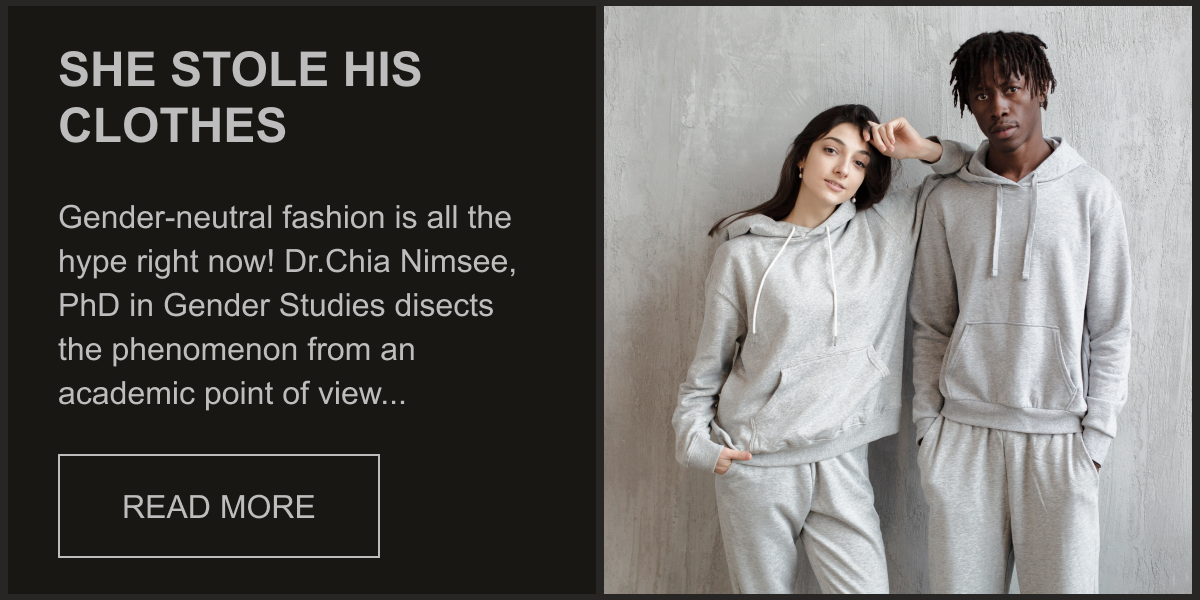 SHE STOLE HIS
CLOTHES
Gender-neutral fashion is all the
hype right now! Dr.Chia Nimsee,
PhD in Gender Studies disects
the phenomenon from an
academic point of view...
READ MORE